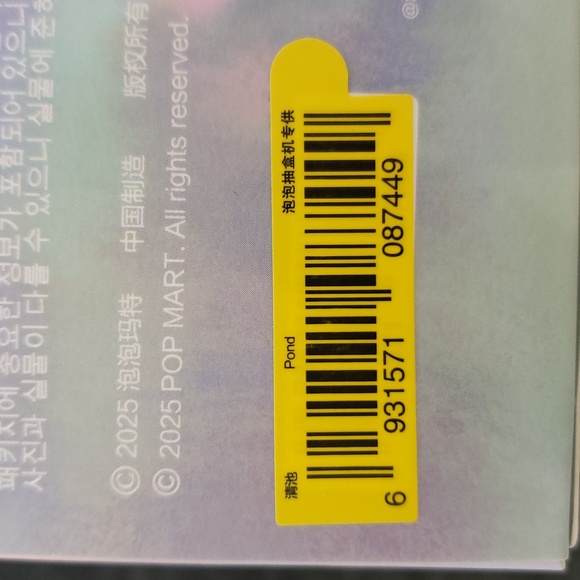 패키지에 중요한 정보가 포함되어 있으니
사진과 실물이 다를 수 있으니 실물에 준하
© 2025 泡泡玛特 中国制造 版权所有
© 2025 POP MART. All rights reserved.
清池 Pond 泡泡抽盒机专供
6 931571 087449